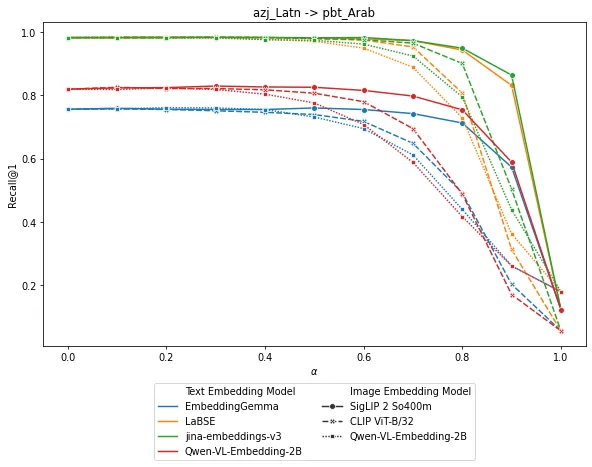 azj_Latn -> pbt_Arab
Recall@1
1.0
0.8
0.6
0.4
0.2
0.0 0.2 0.4 0.6 0.8 1.0
α
Text Embedding Model
EmbeddingGemma
LaBSE
jina-embeddings-v3
Qwen-VL-Embedding-2B
Image Embedding Model
SigLIP 2 So400m
CLIP ViT-B/32
Qwen-VL-Embedding-2B